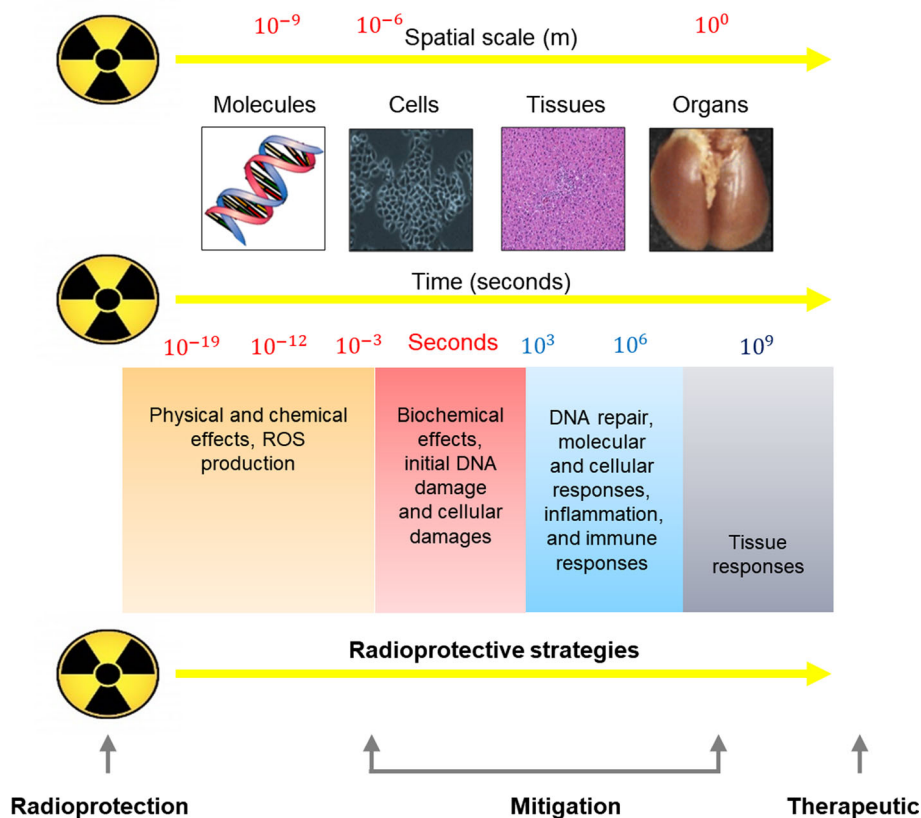 10⁻⁹ 10⁻⁶ 10⁰
Spatial scale (m)
Molecules Cells Tissues Organs
Time (seconds)
10⁻¹⁹ 10⁻¹² 10⁻³ Seconds 10³ 10⁶ 10⁹
Physical and chemical
effects, ROS
production
Biochemical
effects,
initial DNA
damage
and cellular
damages
DNA repair,
molecular
and cellular
responses,
inflammation,
and immune
responses
Tissue
responses
Radioprotective strategies
Radioprotection Mitigation Therapeutic